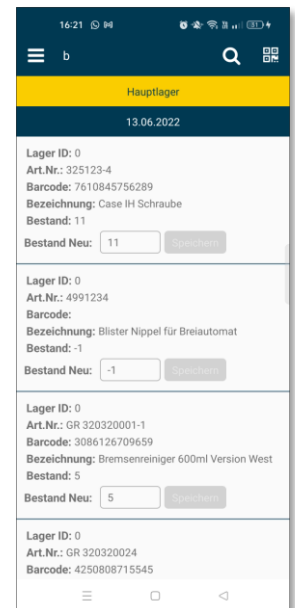 16:21
b
Hauptlager
13.06.2022
Lager ID: 0
Art.Nr.: 325123-4
Barcode: 7610845756289
Bezeichnung: Case IH Schraube
Bestand: 11
Bestand Neu: 11 Speichern
Lager ID: 0
Art.Nr.: 4991234
Barcode:
Bezeichnung: Blister Nippel für Breiautomat
Bestand: -1
Bestand Neu: -1 Speichern
Lager ID: 0
Art.Nr.: GR 320320001-1
Barcode: 3086126709659
Bezeichnung: Bremsenreiniger 600ml Version West
Bestand: 5
Bestand Neu: 5 Speichern
Lager ID: 0
Art.Nr.: GR 320320024
Barcode: 4250808715545